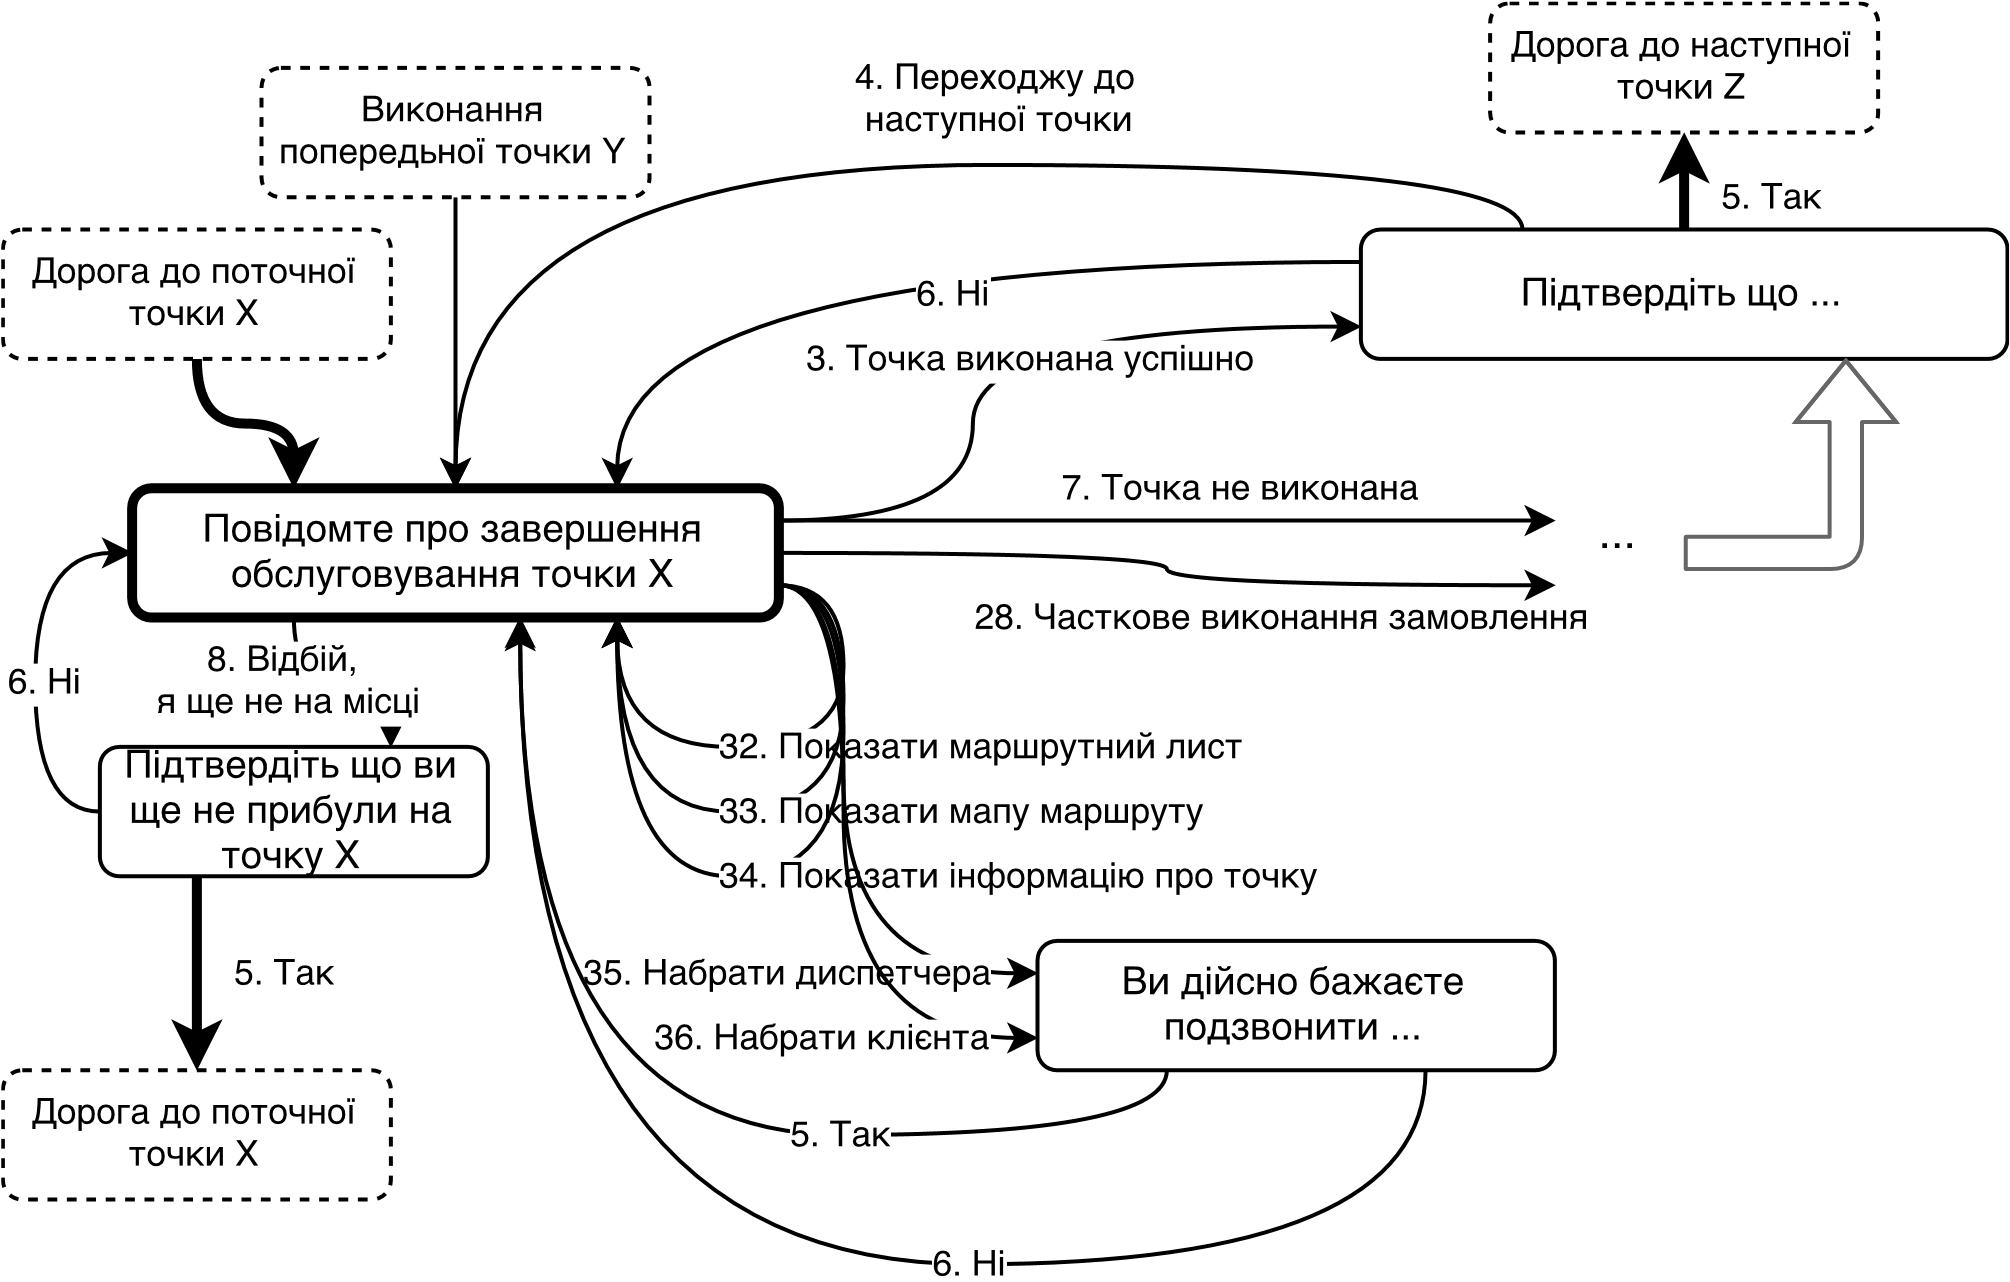 Дорога до наступної
точки Z
4. Переходжу до
наступної точки
Виконання
попередьної точки Y
5. Так
Дорога до поточної
точки X
6. Ні
Підтвердіть що ...
3. Точка виконана успішно
7. Точка не виконана
Повідомте про завершення
обслуговування точки X
...
28. Часткове виконання замовлення
6. Ні
8. Відбій,
я ще не на місці
32. Показати маршрутний лист
Підтвердіть що ви
ще не прибули на
точку X
33. Показати мапу маршруту
34. Показати інформацію про точку
5. Так
35. Набрати диспетчера
36. Набрати клієнта
Ви дійсно бажаєте
подзвонити ...
Дорога до поточної
точки X
5. Так
6. Ні